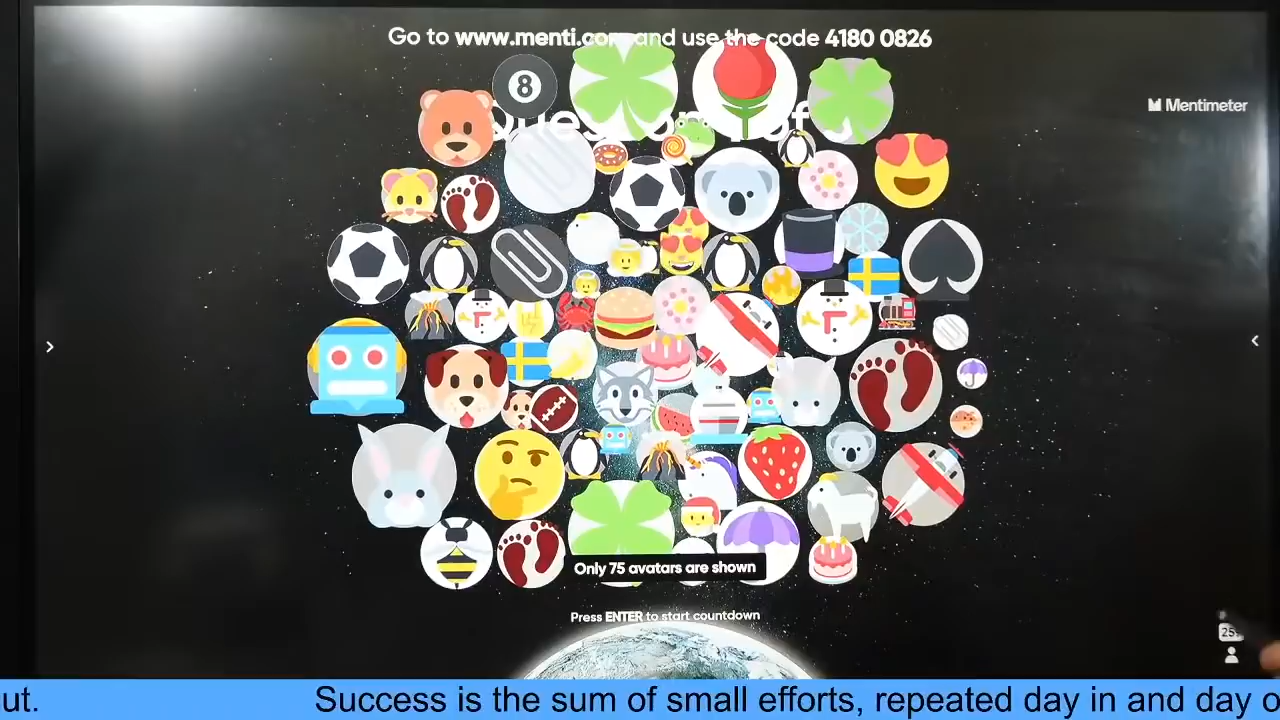 Go to www.menti.com and use the code 4180 0826
8
Mentimeter
Only 75 avatars are shown
Press ENTER to start countdown
ut. Success is the sum of small efforts, repeated day in and day o